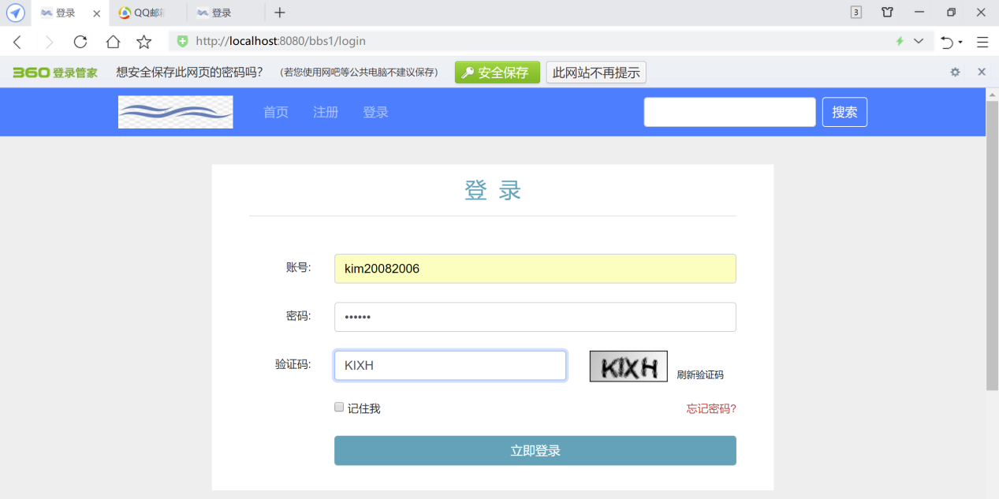 登录 QQ邮 登录 3
http://localhost:8080/bbs1/login
360 登录管家 想安全保存此网页的密码吗? (若您使用网吧等公共电脑不建议保存) 安全保存 此网站不再提示
首页 注册 登录 搜索
登 录
账号: kim20082006
密码: ••••••
验证码: KIXH KIXH 刷新验证码
记住我 忘记密码?
立即登录